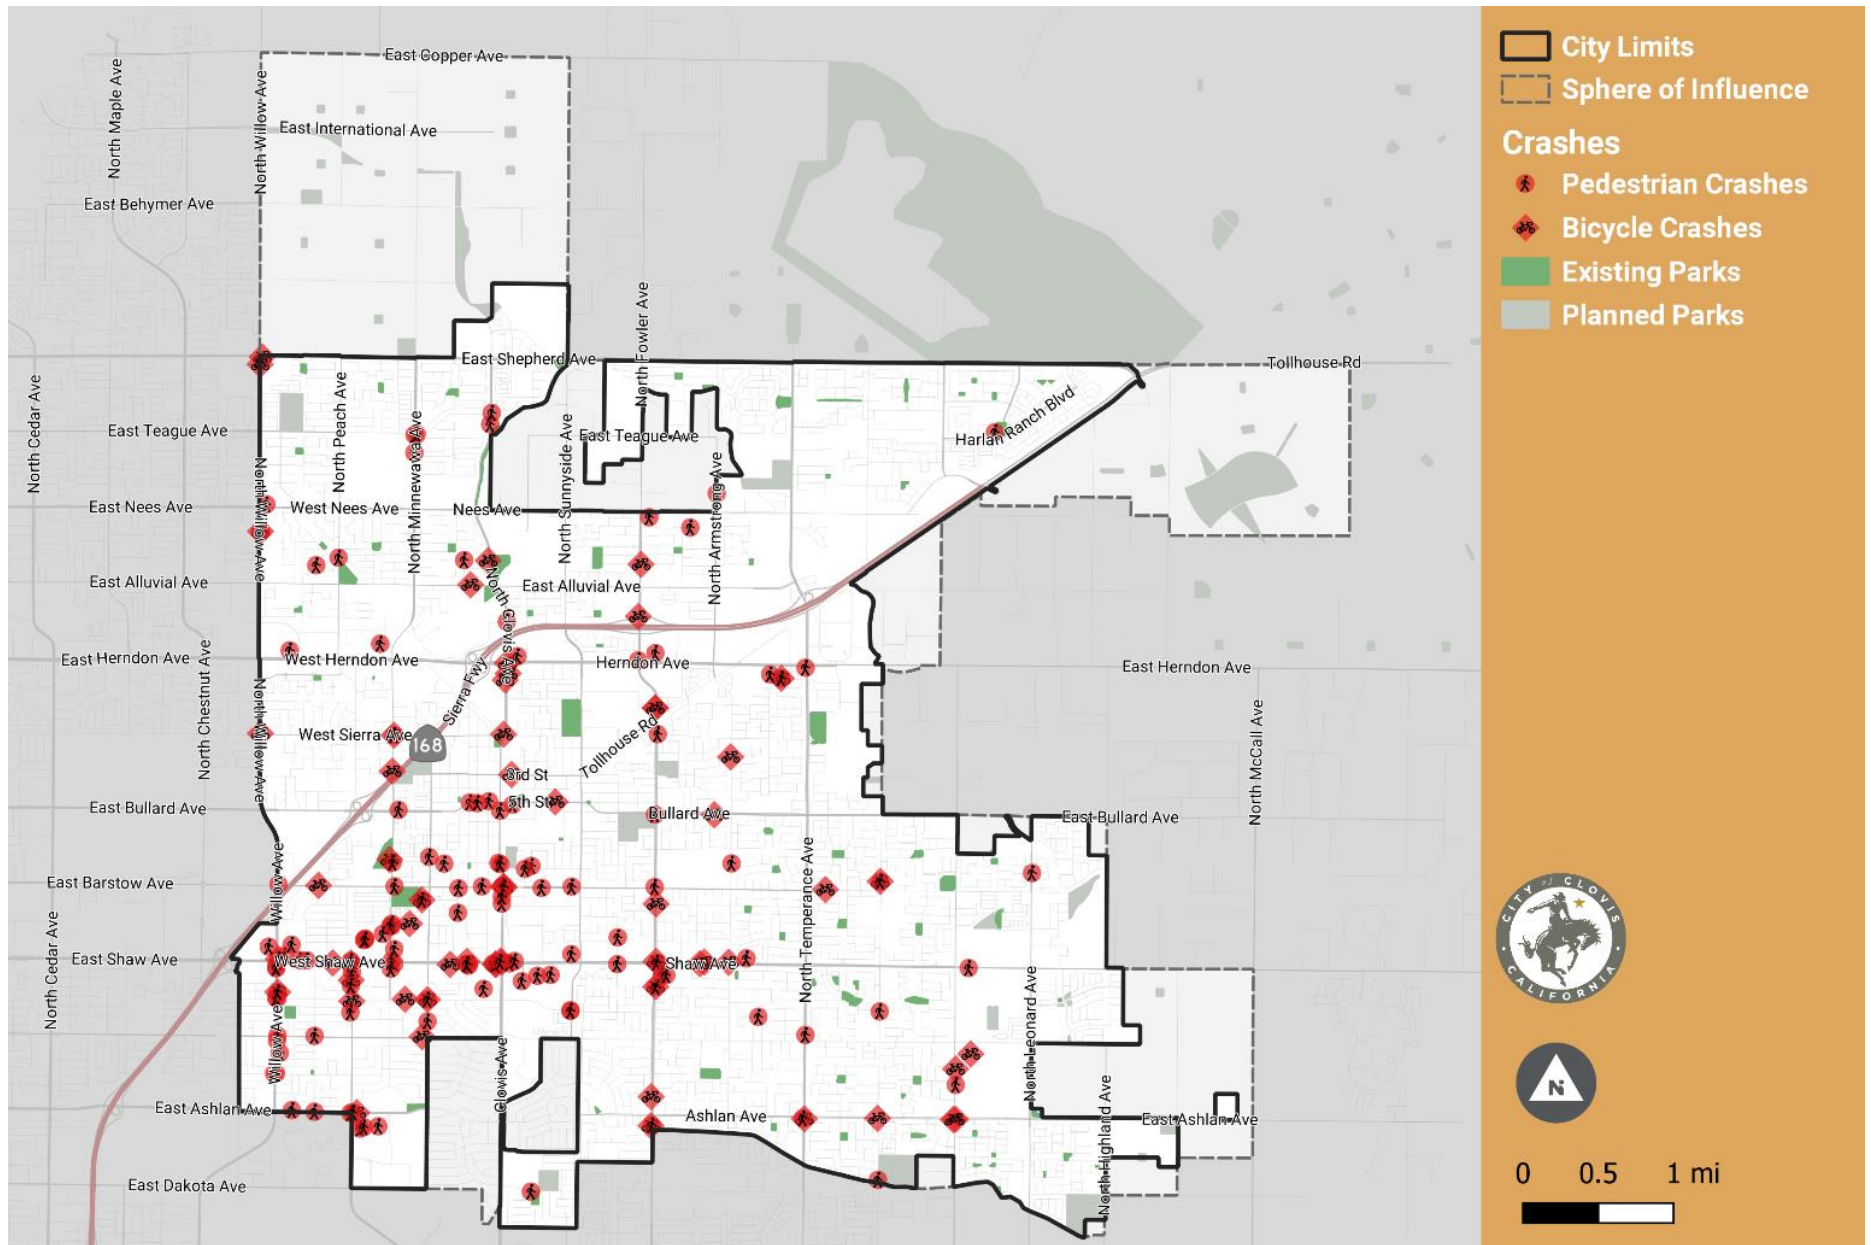 East Copper Ave
North Maple Ave
North Willow Ave
East International Ave
East Behymer Ave
North Fowler Ave
East Shepherd Ave
Tollhouse Rd
North Cedar Ave
North Peach Ave
North Minnewawa Ave
North Sunnyside Ave
East Teague Ave
East Teague Ave
Harlan Ranch Blvd
North Armstrong Ave
North Willow Ave
East Nees Ave
West Nees Ave
Nees Ave
East Alluvial Ave
East Alluvial Ave
North Clovis Ave
North Chestnut Ave
East Herndon Ave
West Herndon Ave
Herndon Ave
East Herndon Ave
Sierra Fwy
North Willow Ave
West Sierra Ave
168
Tollhouse Rd
North McCall Ave
3rd St
5th St
East Bullard Ave
Bullard Ave
East Bullard Ave
Willow Ave
North Temperance Ave
East Barstow Ave
North Cedar Ave
East Shaw Ave
West Shaw Ave
Shaw Ave
North Leonard Ave
Willow Ave
Clovis Ave
North Highland Ave
East Ashlan Ave
Ashlan Ave
East Ashlan Ave
East Dakota Ave
City Limits
Sphere of Influence
Crashes
Pedestrian Crashes
Bicycle Crashes
Existing Parks
Planned Parks
CITY of CLOVIS
CALIFORNIA
N
0 0.5 1 mi